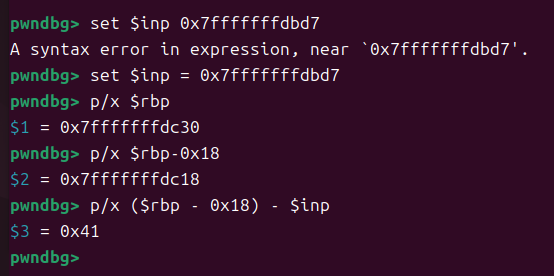 pwndbg> set $inp 0x7fffffffdbd7
A syntax error in expression, near `0x7fffffffdbd7'.
pwndbg> set $inp = 0x7fffffffdbd7
pwndbg> p/x $rbp
$1 = 0x7fffffffdc30
pwndbg> p/x $rbp-0x18
$2 = 0x7fffffffdc18
pwndbg> p/x ($rbp - 0x18) - $inp
$3 = 0x41
pwndbg>